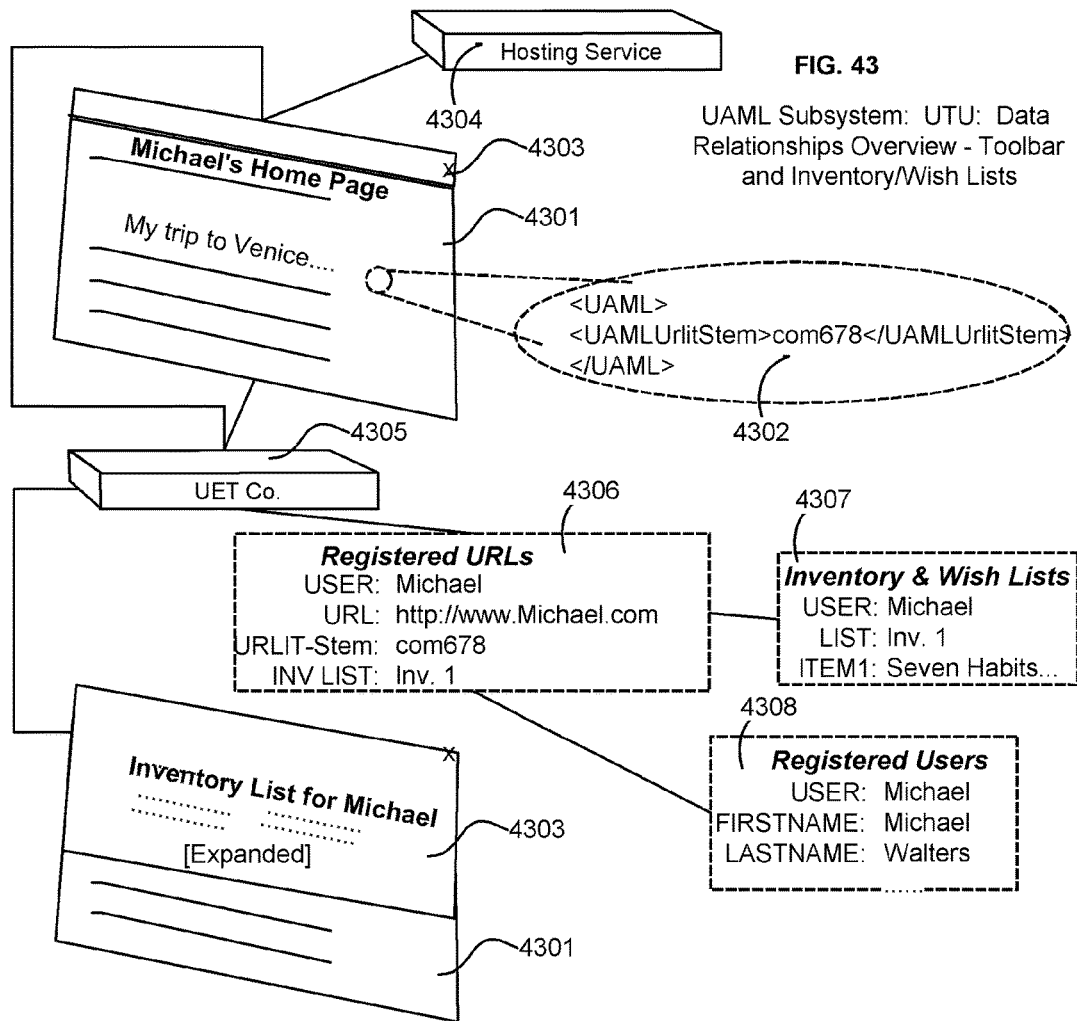 Hosting Service
4304
FIG. 43
UAML Subsystem: UTU: Data
Relationships Overview - Toolbar
and Inventory/Wish Lists
x
4303
Michael's Home Page
4301
My trip to Venice....
<UAML>
<UAMLUrlitStem>com678</UAMLUrlitStem>
</UAML>
4302
4305
UET Co.
4306
Registered URLs
USER: Michael
URL: http://www.Michael.com
URLIT-Stem: com678
INV LIST: Inv. 1
4307
Inventory & Wish Lists
USER: Michael
LIST: Inv. 1
ITEM1: Seven Habits...
4308
Registered Users
USER: Michael
FIRSTNAME: Michael
LASTNAME: Walters
......
X
Inventory List for Michael
[Expanded]
4303
4301